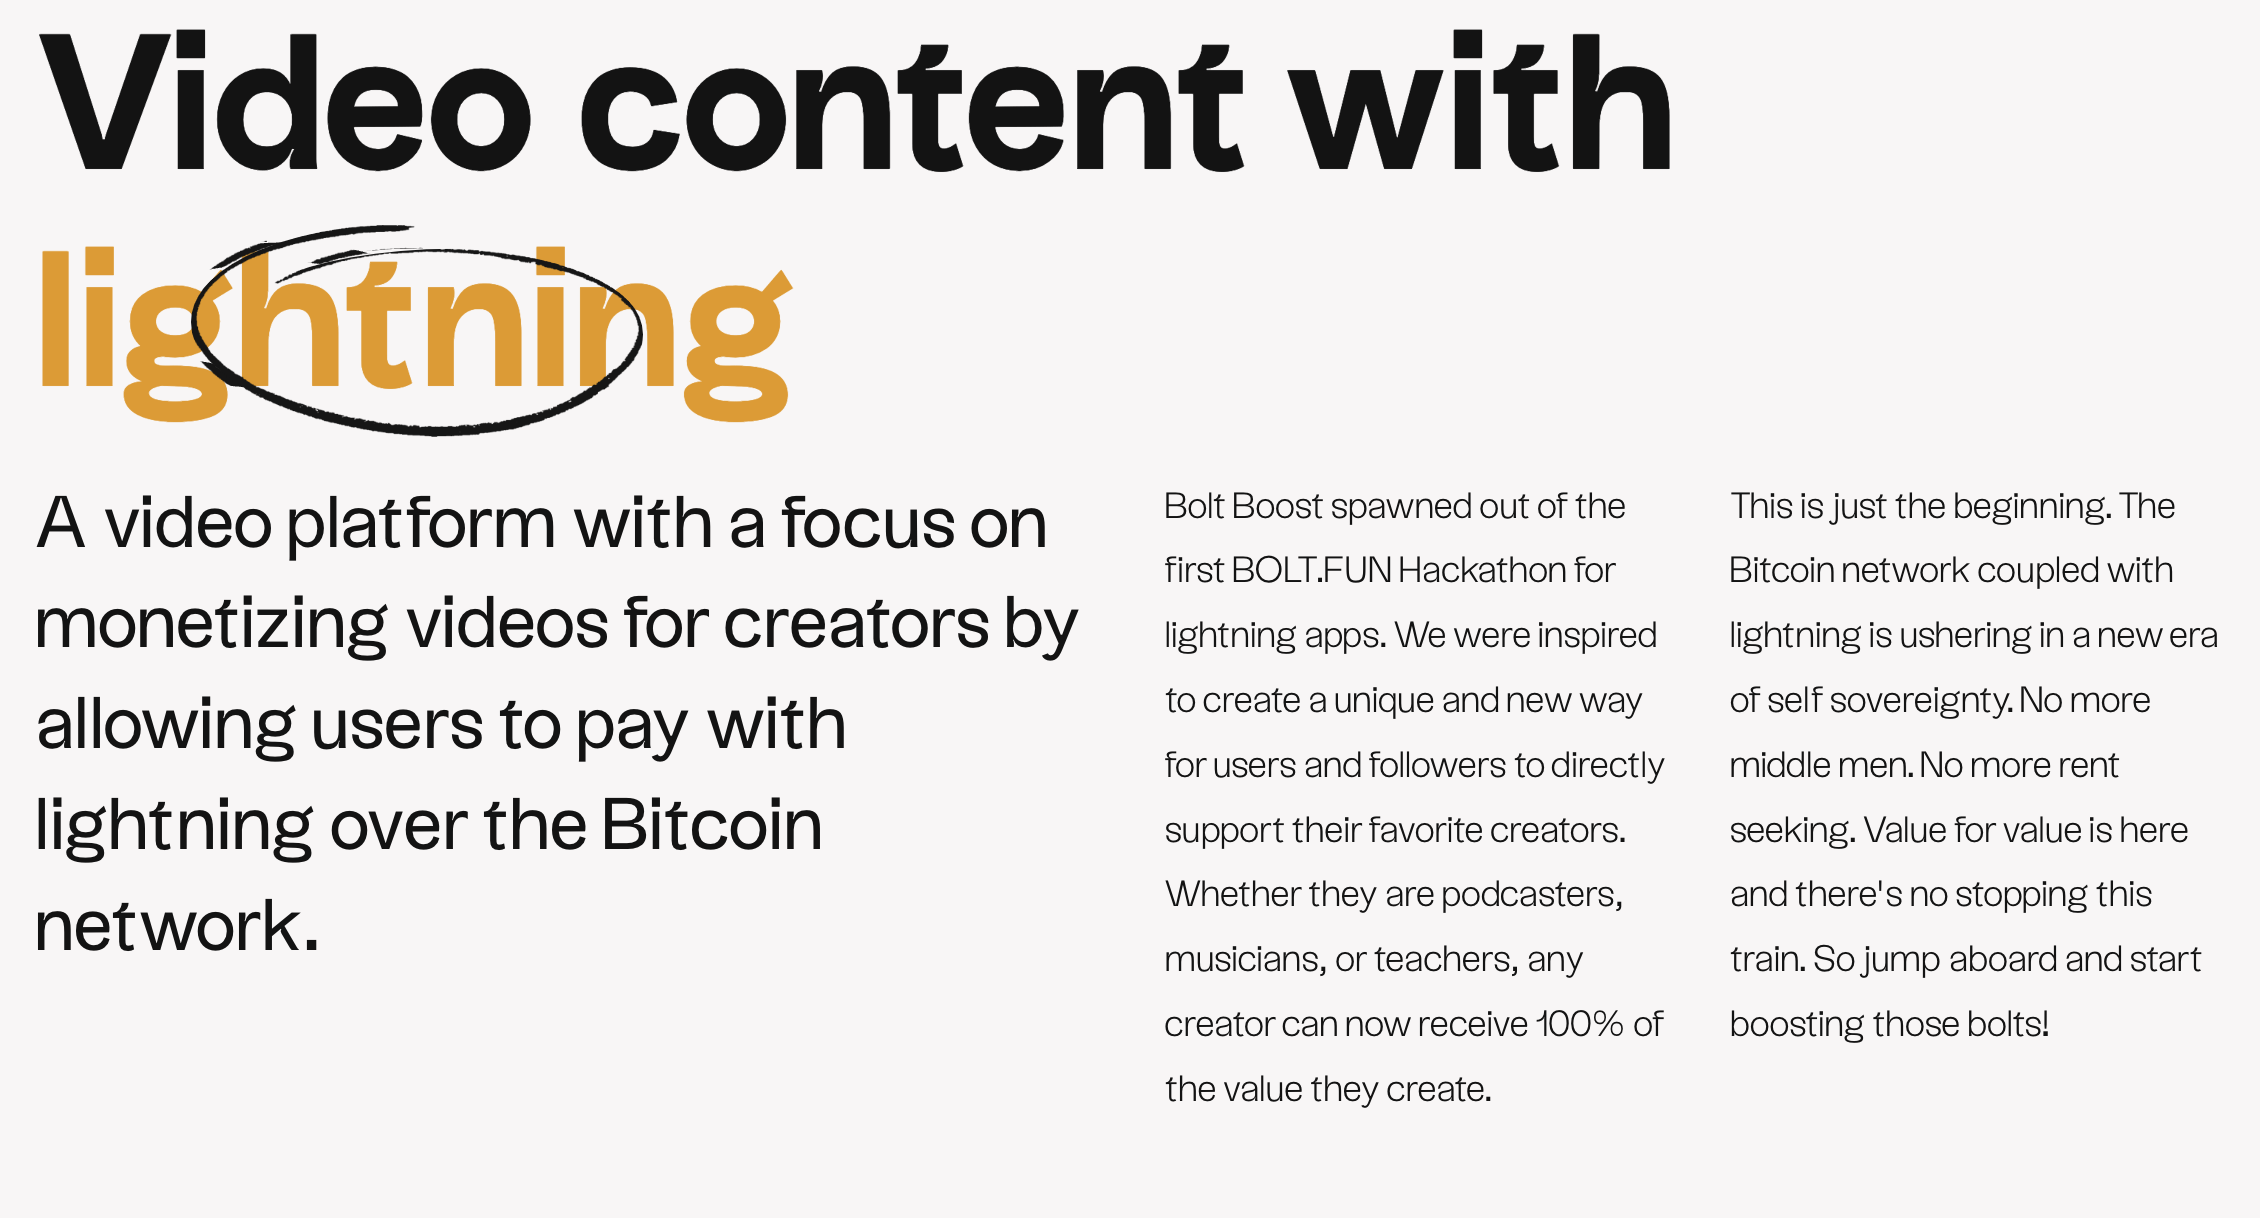 Video content with
lightning
A video platform with a focus on
monetizing videos for creators by
allowing users to pay with
lightning over the Bitcoin
network.
Bolt Boost spawned out of the
first BOLT.FUN Hackathon for
lightning apps. We were inspired
to create a unique and new way
for users and followers to directly
support their favorite creators.
Whether they are podcasters,
musicians, or teachers, any
creator can now receive 100% of
the value they create.
This is just the beginning. The
Bitcoin network coupled with
lightning is ushering in a new era
of self sovereignty. No more
middle men. No more rent
seeking. Value for value is here
and there's no stopping this
train. So jump aboard and start
boosting those bolts!